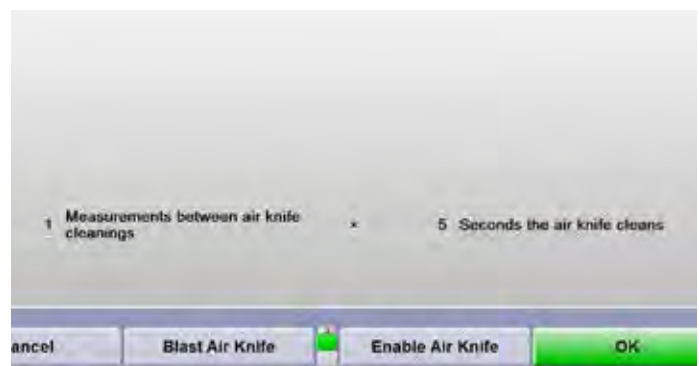 1 Measurements between air knife
cleanings
5 Seconds the air knife cleans
ancel
Blast Air Knife
Enable Air Knife
OK